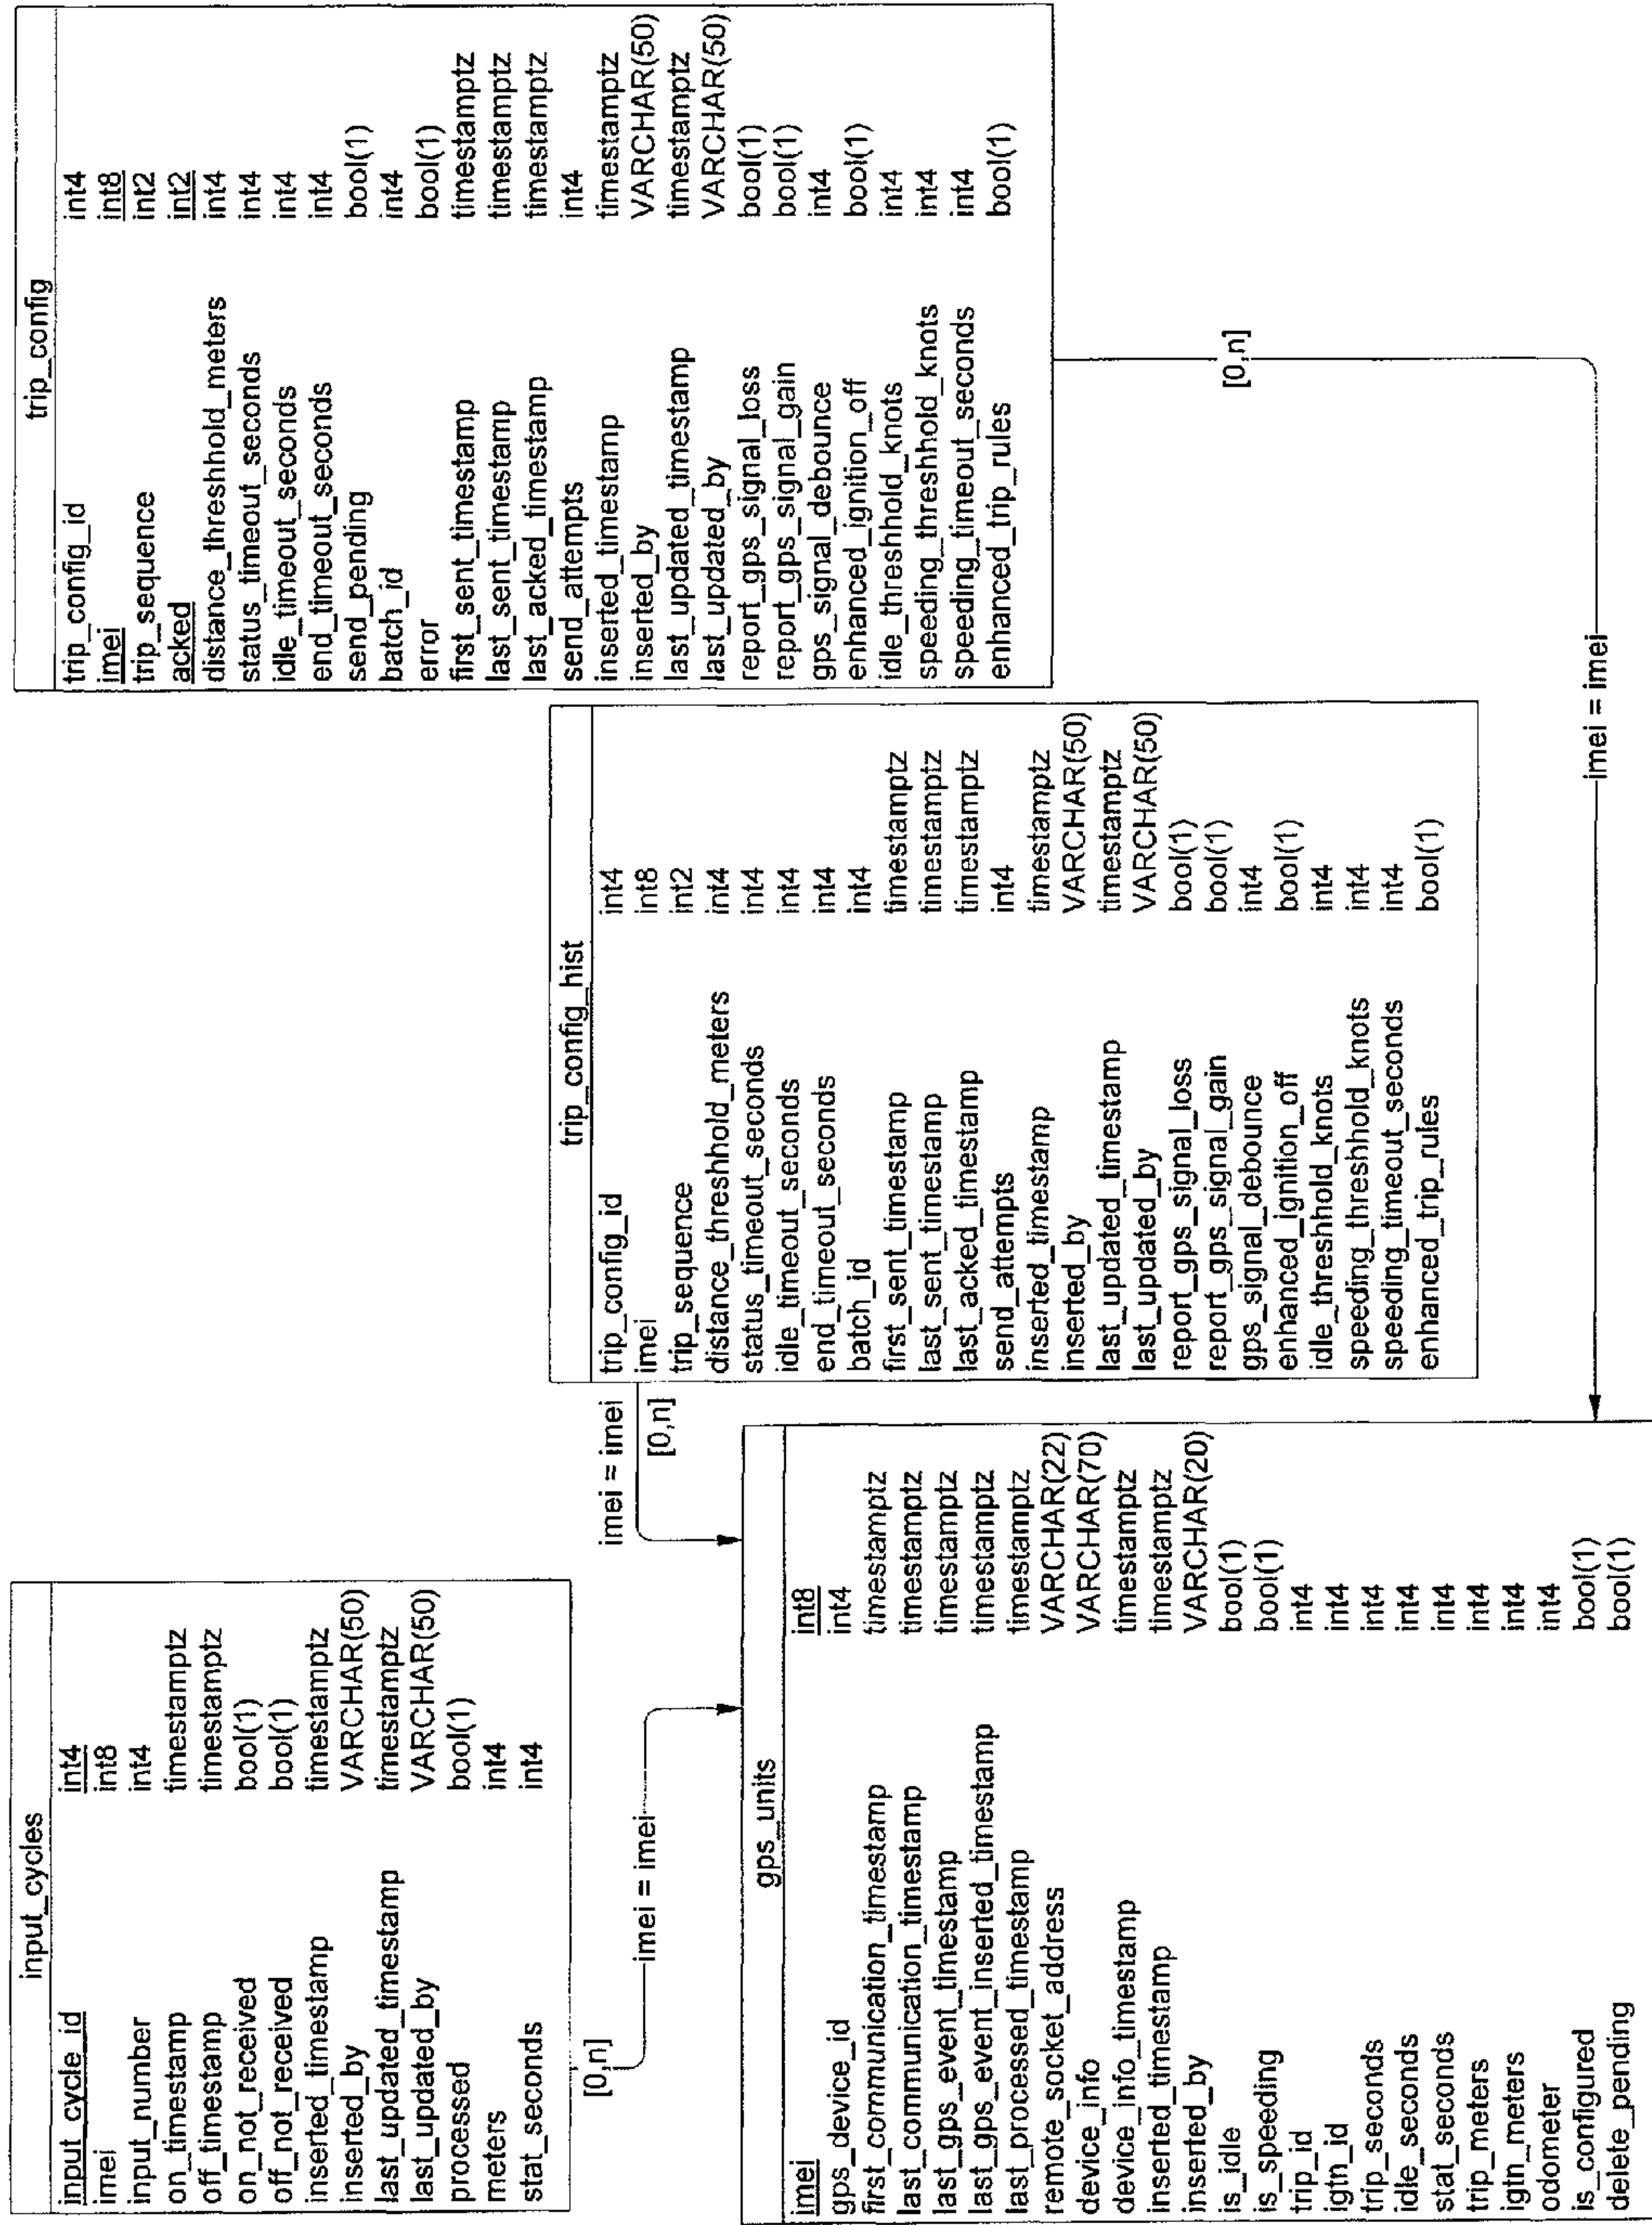 input_cycles
input_cycle_id int4
imei int8
input_number int4
on_timestamp timestamptz
off_timestamp timestamptz
on_not_received bool(1)
off_not_received bool(1)
inserted_timestamp timestamptz
inserted_by VARCHAR(50)
last_updated_timestamp timestamptz
last_updated_by VARCHAR(50)
processed bool(1)
meters int4
stat_seconds int4
[0,n]
imei = imei
gps_units
imei int8
gps_device_id int4
first_communication_timestamp timestamptz
last_communication_timestamp timestamptz
last_gps_event_timestamp timestamptz
last_gps_event_inserted_timestamp timestamptz
last_processed_timestamp timestamptz
remote_socket_address VARCHAR(22)
device_info VARCHAR(70)
device_info_timestamp timestamptz
inserted_timestamp timestamptz
inserted_by VARCHAR(20)
is_idle bool(1)
is_speeding bool(1)
trip_id int4
igtn_id int4
trip_seconds int4
idle_seconds int4
stat_seconds int4
trip_meters int4
igtn_meters int4
odometer int4
is_configured bool(1)
delete_pending bool(1)
imei = imei
[0,n]
trip_config_hist
trip_config_id int4
imei int8
trip_sequence int2
distance_threshhold_meters int4
status_timeout_seconds int4
idle_timeout_seconds int4
end_timeout_seconds int4
batch_id int4
first_sent_timestamp timestamptz
last_sent_timestamp timestamptz
last_acked_timestamp timestamptz
send_attempts int4
inserted_timestamp timestamptz
inserted_by VARCHAR(50)
last_updated_timestamp timestamptz
last_updated_by VARCHAR(50)
report_gps_signal_loss bool(1)
report_gps_signal_gain bool(1)
gps_signal_debounce int4
enhanced_ignition_off bool(1)
idle_threshhold_knots int4
speeding_threshhold_knots int4
speeding_timeout_seconds int4
enhanced_trip_rules bool(1)
trip_config
trip_config_id int4
imei int8
trip_sequence int2
acked int2
distance_threshhold_meters int4
status_timeout_seconds int4
idle_timeout_seconds int4
end_timeout_seconds int4
send_pending bool(1)
batch_id int4
error bool(1)
first_sent_timestamp timestamptz
last_sent_timestamp timestamptz
last_acked_timestamp timestamptz
send_attempts int4
inserted_timestamp timestamptz
inserted_by VARCHAR(50)
last_updated_timestamp timestamptz
last_updated_by VARCHAR(50)
report_gps_signal_loss bool(1)
report_gps_signal_gain bool(1)
gps_signal_debounce int4
enhanced_ignition_off bool(1)
idle_threshhold_knots int4
speeding_threshhold_knots int4
speeding_timeout_seconds int4
enhanced_trip_rules bool(1)
[0,n]
imei = imei